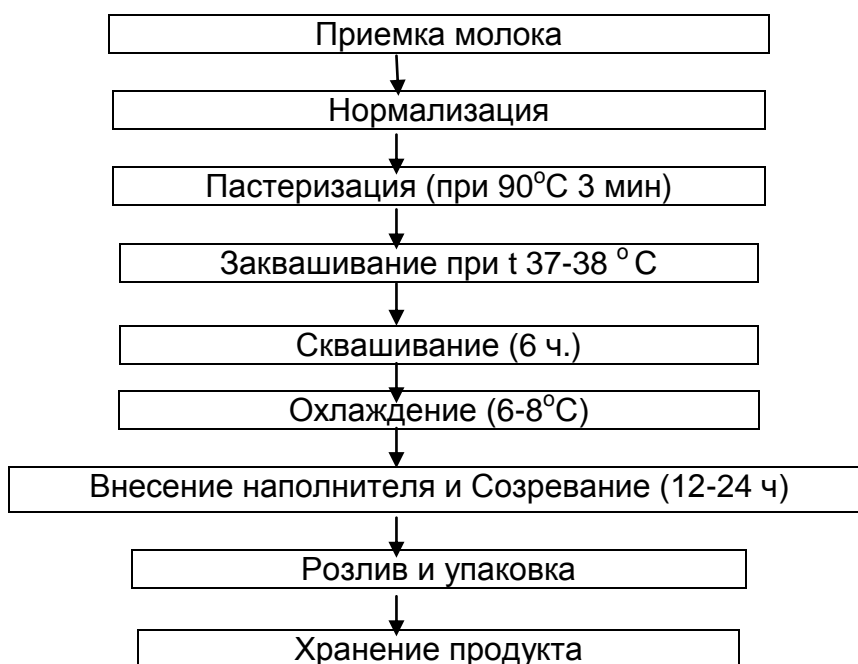 Приемка молока
Нормализация
Пастеризация (при 90°С 3 мин)
Заквашивание при t 37-38 ° С
Сквашивание (6 ч.)
Охлаждение (6-8°С)
Внесение наполнителя и Созревание (12-24 ч)
Розлив и упаковка
Хранение продукта